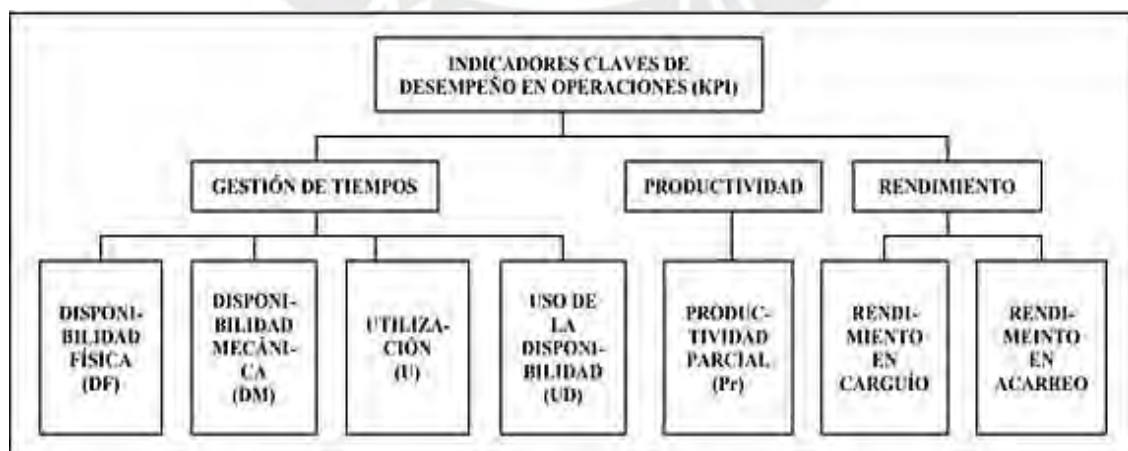 INDICADORES CLAVES DE
DESEMPEÑO EN OPERACIONES (KPI)
GESTIÓN DE TIEMPOS
PRODUCTIVIDAD
RENDIMIENTO
DISPONI-
BILIDAD
FÍSICA
(DF)
DISPONI-
BILIDAD
MECÁNI-
CA
(DM)
UTILIZA-
CIÓN
(U)
USO DE
LA
DISPONI-
BILIDAD
(UD)
PRODUC-
TIVIDAD
PARCIAL
(Pr)
RENDI-
MIENTO
EN
CARGUÍO
RENDI-
MEINTO
EN
ACARREO